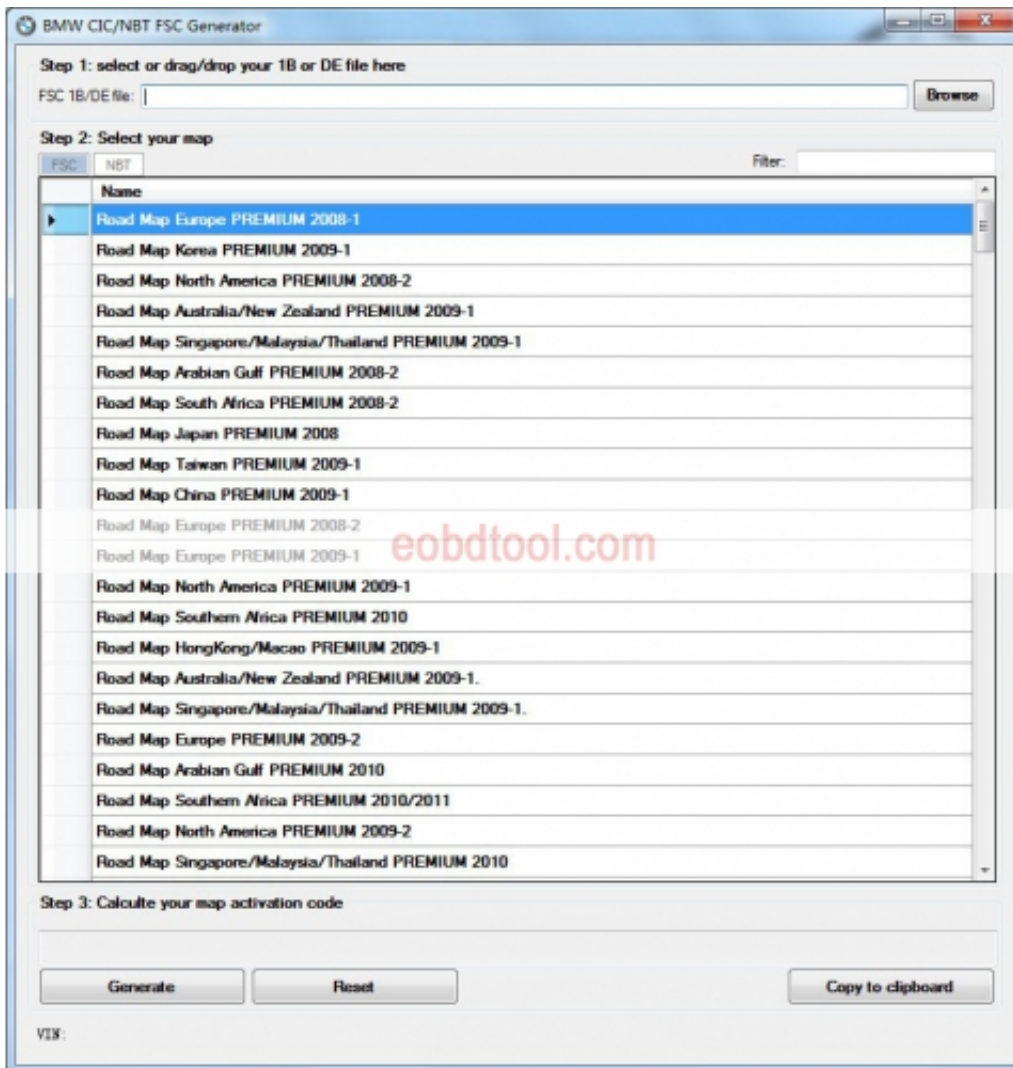 BMW CIC/NBT FSC Generator
Step 1: select or drag/drop your 1B or DE file here
FSC 1B/DE file:
Browse
Step 2: Select your map
FSC NBT Filter:
Name
Road Map Europe PREMIUM 2008-1
Road Map Korea PREMIUM 2009-1
Road Map North America PREMIUM 2008-2
Road Map Australia/New Zealand PREMIUM 2009-1
Road Map Singapore/Malaysia/Thailand PREMIUM 2009-1
Road Map Arabian Gulf PREMIUM 2008-2
Road Map South Africa PREMIUM 2008-2
Road Map Japan PREMIUM 2008
Road Map Taiwan PREMIUM 2009-1
Road Map China PREMIUM 2009-1
Road Map Europe PREMIUM 2008-2
eobdtool.com
Road Map Europe PREMIUM 2009-1
Road Map North America PREMIUM 2009-1
Road Map Southern Africa PREMIUM 2010
Road Map HongKong/Macao PREMIUM 2009-1
Road Map Australia/New Zealand PREMIUM 2009-1.
Road Map Singapore/Malaysia/Thailand PREMIUM 2009-1.
Road Map Europe PREMIUM 2009-2
Road Map Arabian Gulf PREMIUM 2010
Road Map Southern Africa PREMIUM 2010/2011
Road Map North America PREMIUM 2009-2
Road Map Singapore/Malaysia/Thailand PREMIUM 2010
Step 3: Calculte your map activation code
Generate Reset Copy to clipboard
VIN: